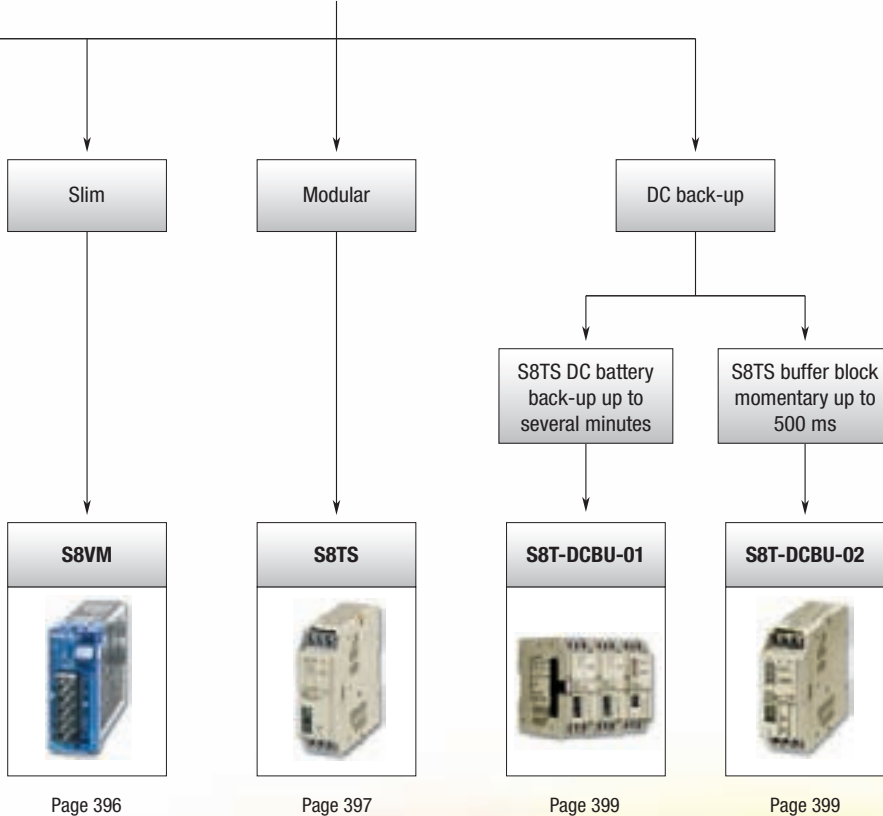 Slim
Modular
DC back-up
S8TS DC battery
back-up up to
several minutes
S8TS buffer block
momentary up to
500 ms
S8VM
S8TS
S8T-DCBU-01
S8T-DCBU-02
Page 396
Page 397
Page 399
Page 399